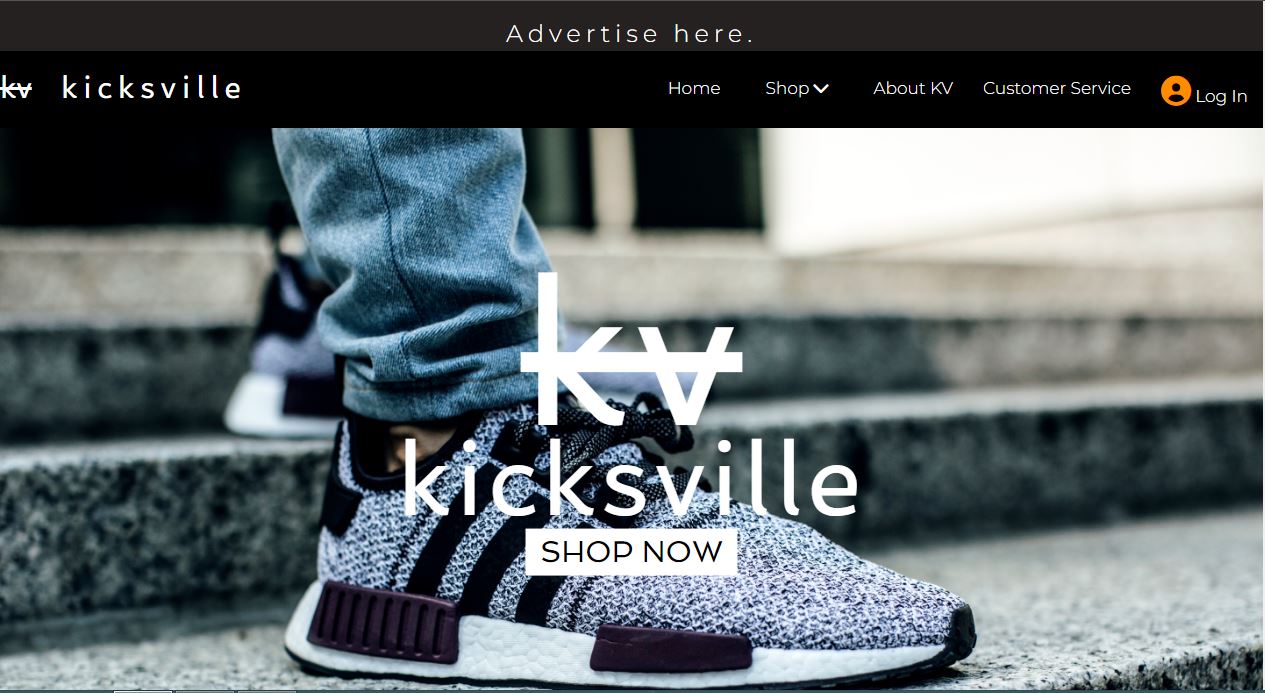 Advertise here.
kv kicksville Home Shop About KV Customer Service Log In
kv
kicksville
SHOP NOW